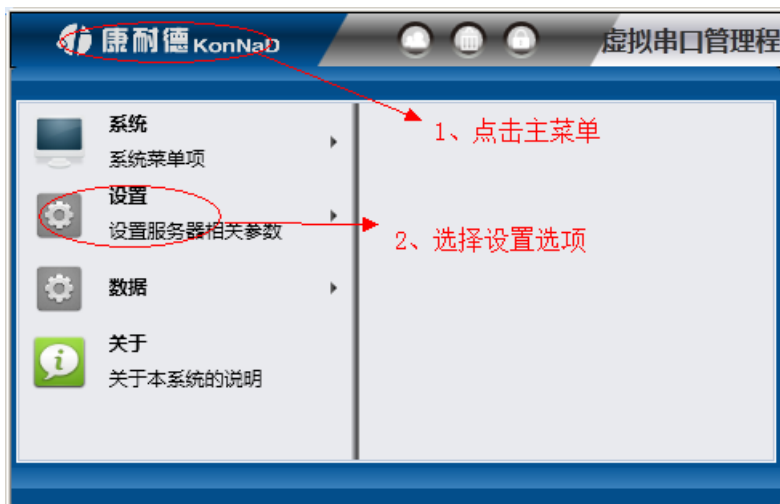 康耐德 KonNaD
虚拟串口管理程
系统
系统菜单项
1、点击主菜单
设置
设置服务器相关参数
2、选择设置选项
数据
关于
关于本系统的说明